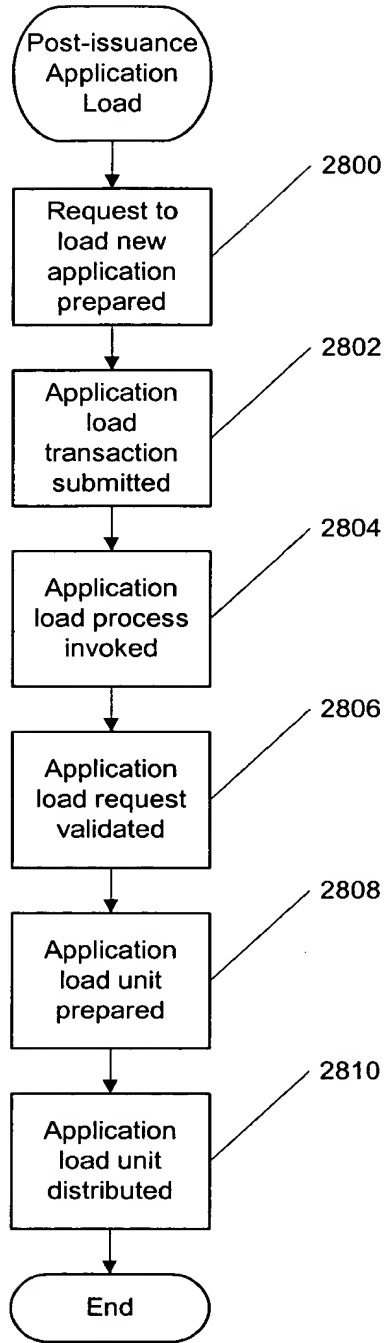 Post-issuance
Application
Load
2800
Request to
load new
application
prepared
2802
Application
load
transaction
submitted
2804
Application
load process
invoked
2806
Application
load request
validated
2808
Application
load unit
prepared
2810
Application
load unit
distributed
End